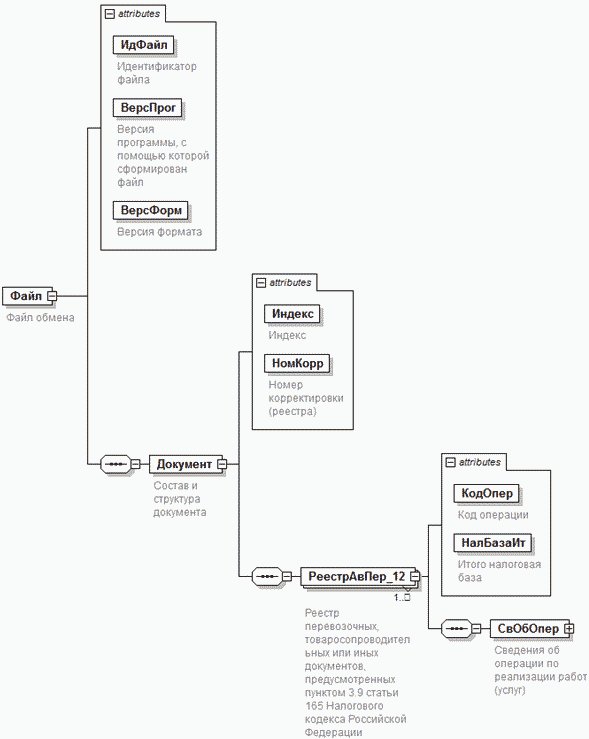 attributes
ИдФайл
Идентификатор
файла
ВерсПрог
Версия
программы, с
помощью которой
сформирован
файл
ВерсФорм
Версия формата
Файл
Файл обмена
attributes
Индекс
Индекс
НомКорр
Номер
корректировки
(реестра)
Документ
Состав и
структура
документа
attributes
КодОпер
Код операции
НалБазаИт
Итого налоговая
база
РеестрАвПер_12
1..□
Реестр
перевозочных,
товаросопроводител
ьных или иных
документов,
предусмотренных
пунктом 3.9 статьи
165 Налогового
кодекса Российской
Федерации
СвОбОпер
Сведения об
операции по
реализации работ
(услуг)